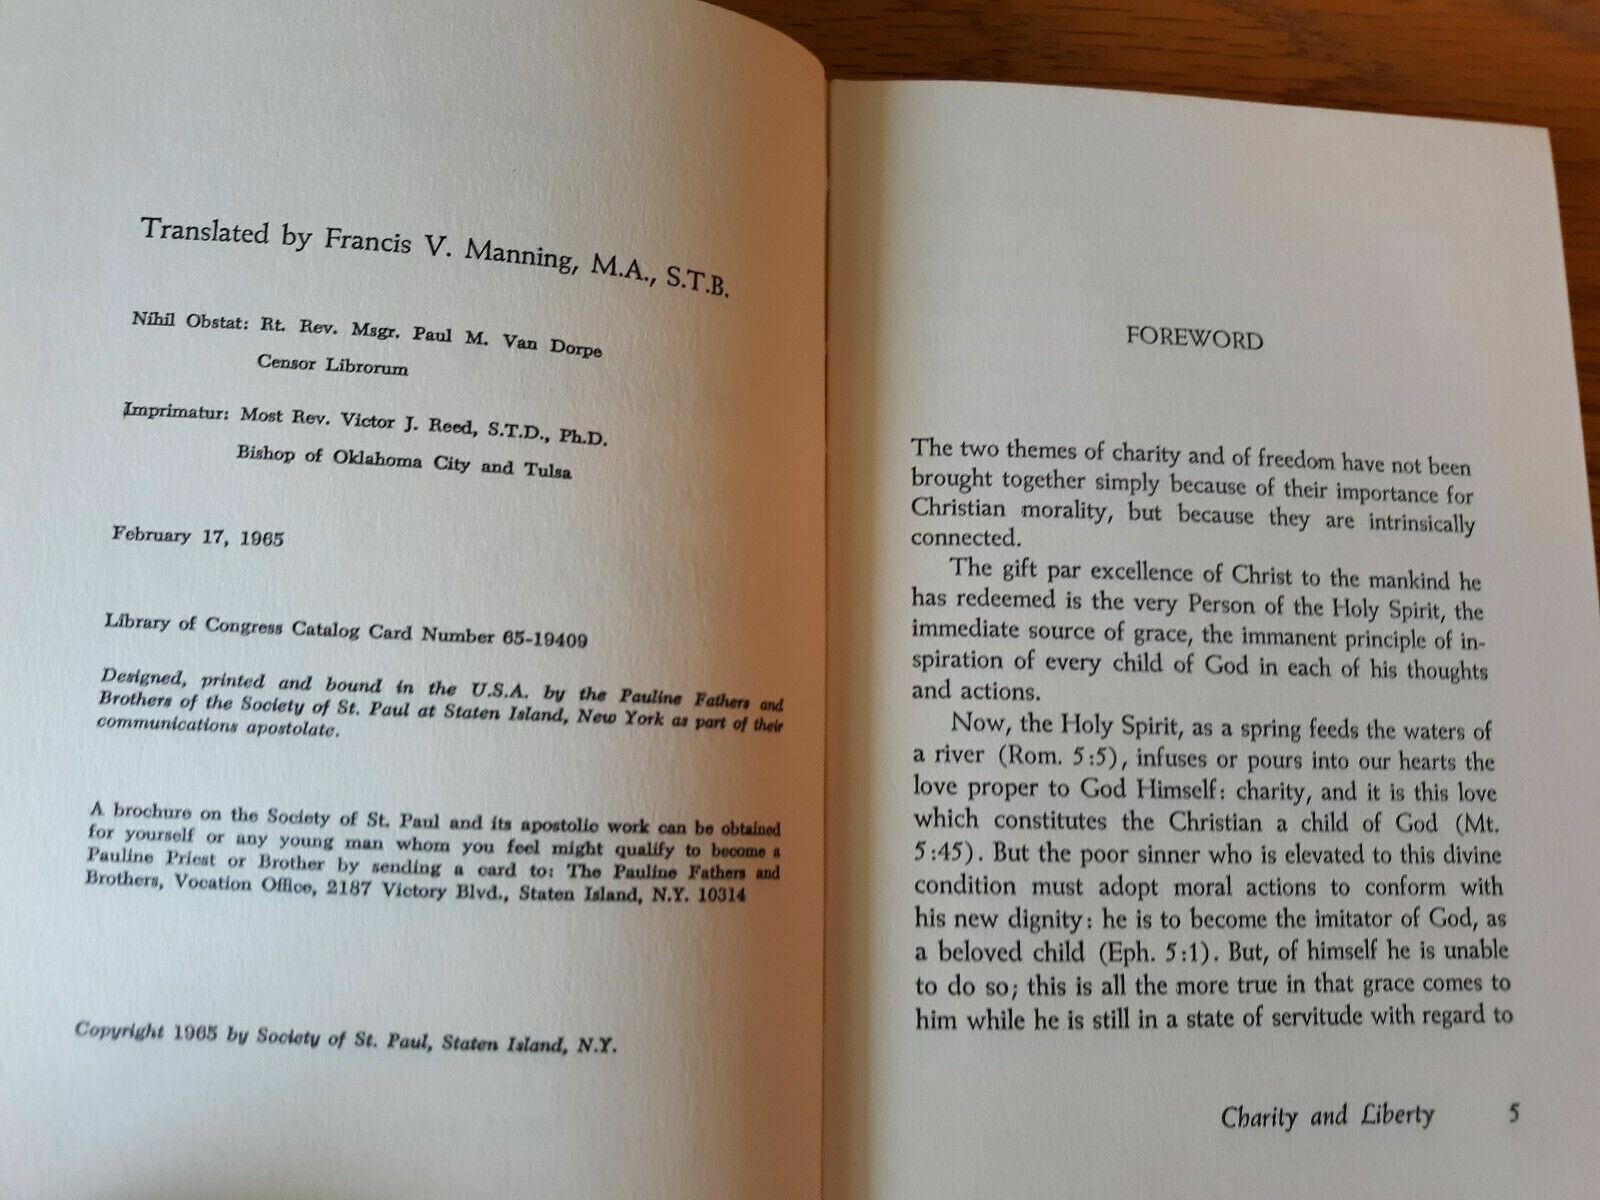 Translated by Francis V. Manning, M.A., S.T.B.
Nihil Obstat: Rt. Rev. Msgr. Paul M. Van Dorpe
Censor Librorum
Imprimatur: Most Rev. Victor J. Reed, S.T.D., Ph.D.
Bishop of Oklahoma City and Tulsa
February 17, 1965
Library of Congress Catalog Card Number 65-19409
Designed, printed and bound in the U.S.A. by the Pauline Fathers and
Brothers of the Society of St. Paul at Staten Island, New York as part of their
communications apostolate.
A brochure on the Society of St. Paul and its apostolic work can be obtained
for yourself or any young man whom you feel might qualify to become a
Pauline Priest or Brother by sending a card to: The Pauline Fathers and
Brothers, Vocation Office, 2187 Victory Blvd., Staten Island, N.Y. 10314
Copyright 1965 by Society of St. Paul, Staten Island, N.Y.
FOREWORD
The two themes of charity and of freedom have not been
brought together simply because of their importance for
Christian morality, but because they are intrinsically
connected.
The gift par excellence of Christ to the mankind he
has redeemed is the very Person of the Holy Spirit, the
immediate source of grace, the immanent principle of in-
spiration of every child of God in each of his thoughts
and actions.
Now, the Holy Spirit, as a spring feeds the waters of
a river (Rom. 5:5), infuses or pours into our hearts the
love proper to God Himself: charity, and it is this love
which constitutes the Christian a child of God (Mt.
5:45). But the poor sinner who is elevated to this divine
condition must adopt moral actions to conform with
his new dignity: he is to become the imitator of God, as
a beloved child (Eph. 5:1). But, of himself he is unable
to do so; this is all the more true in that grace comes to
him while he is still in a state of servitude with regard to
Charity and Liberty 5